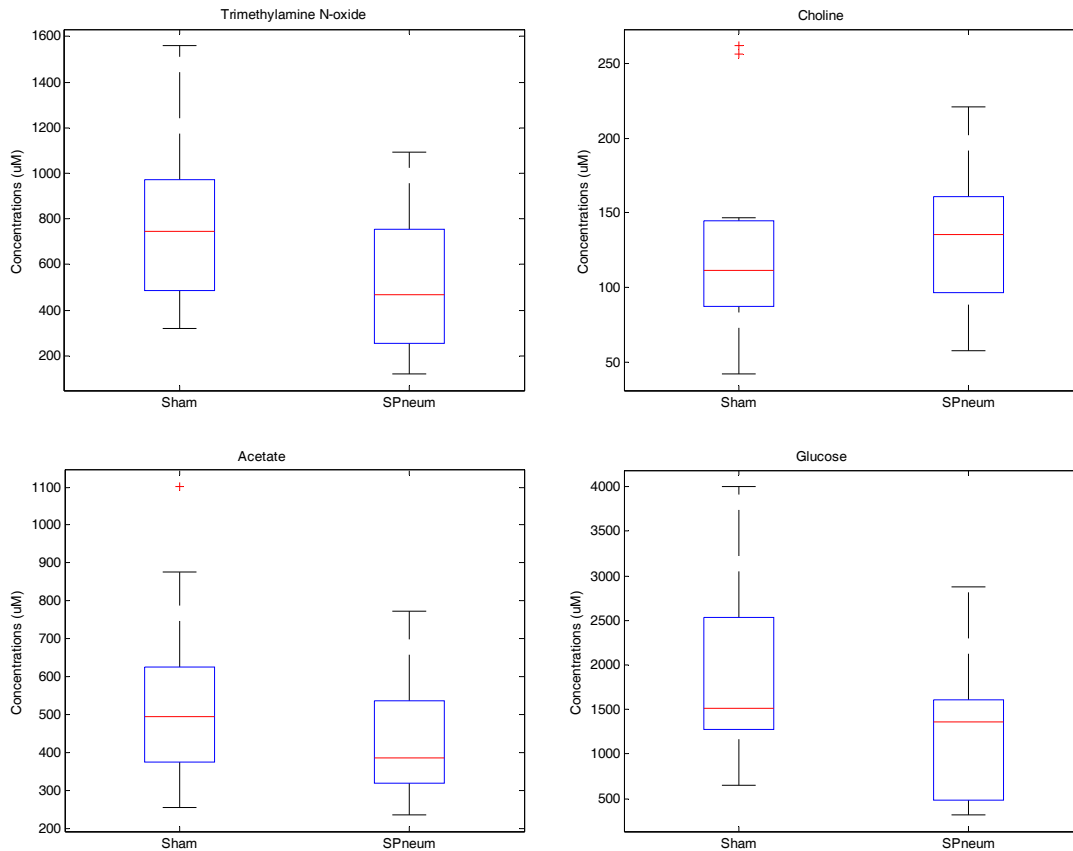 Trimethylamine N-oxide
Concentrations (uM)
1600
1400
1200
1000
800
600
400
200
Sham SPneum
Choline
Concentrations (uM)
250
200
150
100
50
Sham SPneum
Acetate
Concentrations (uM)
1100
1000
900
800
700
600
500
400
300
200
Sham SPneum
Glucose
Concentrations (uM)
4000
3500
3000
2500
2000
1500
1000
500
Sham SPneum